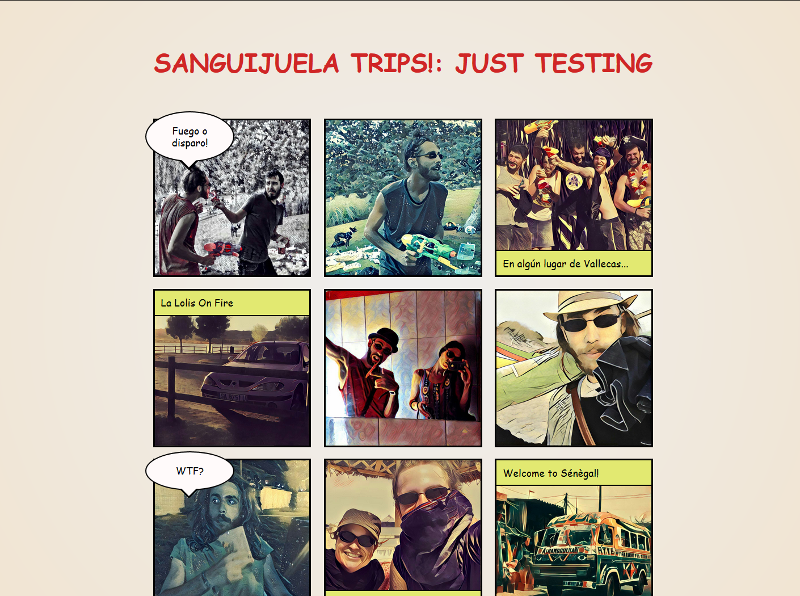 SANGUIJUELA TRIPS!: JUST TESTING
Fuego o
disparo!
En algún lugar de Vallecas...
La Lolis On Fire
WTF?
Welcome to Sénègal!